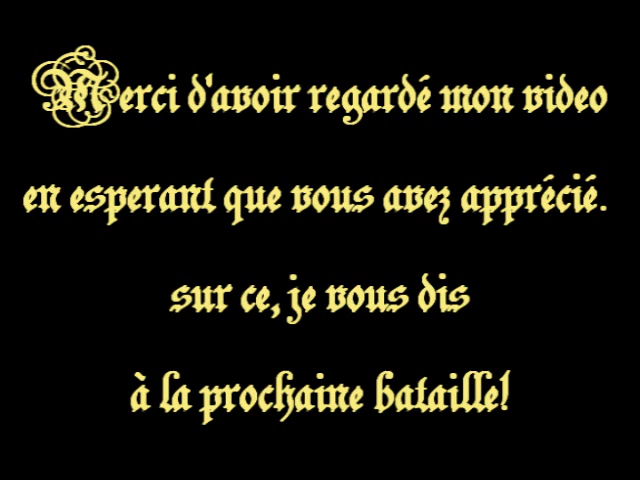 Merci d'avoir regardé mon video
en esperant que vous avez apprécié.
sur ce, je vous dis
à la prochaine bataille!